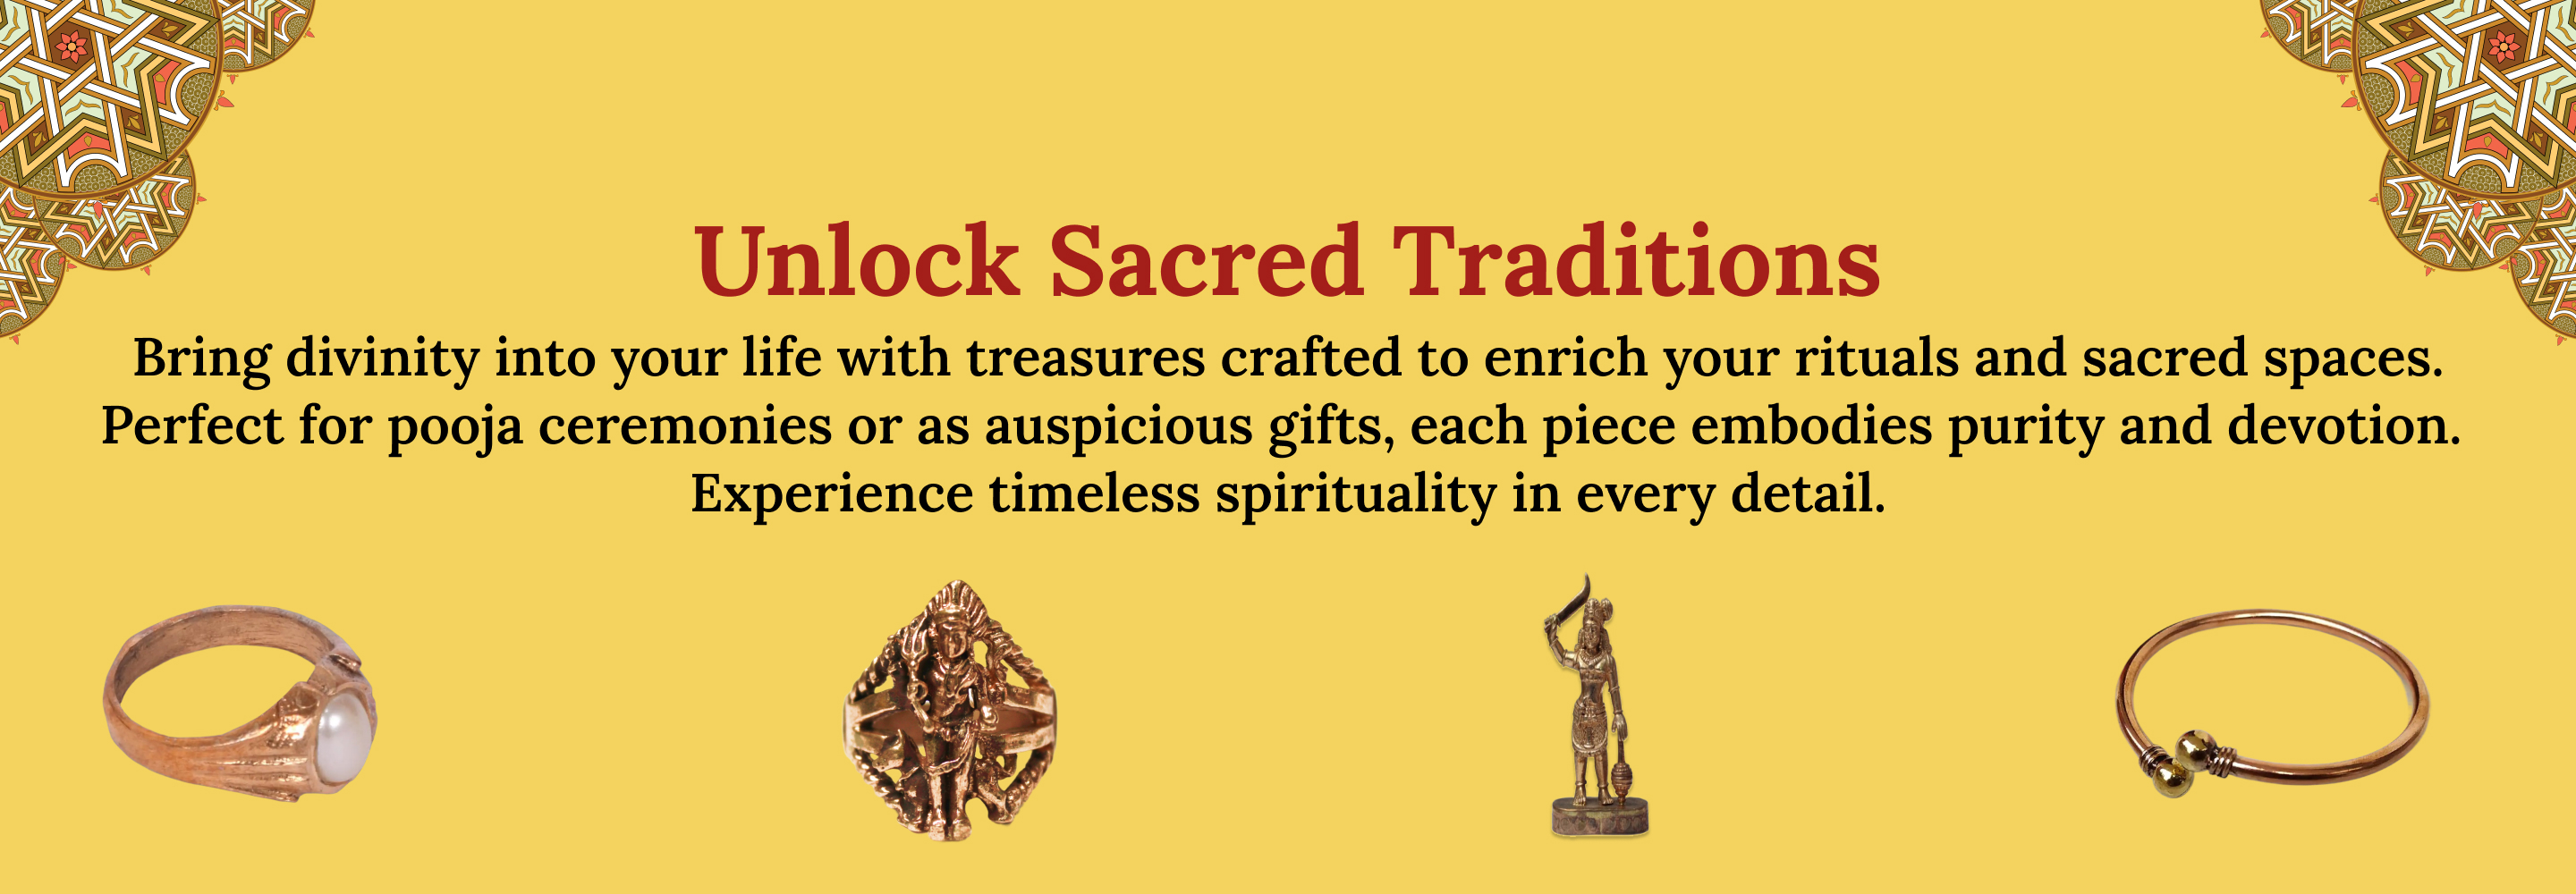 Unlock Sacred Traditions
Bring divinity into your life with treasures crafted to enrich your rituals and sacred spaces.
Perfect for pooja ceremonies or as auspicious gifts, each piece embodies purity and devotion.
Experience timeless spirituality in every detail.